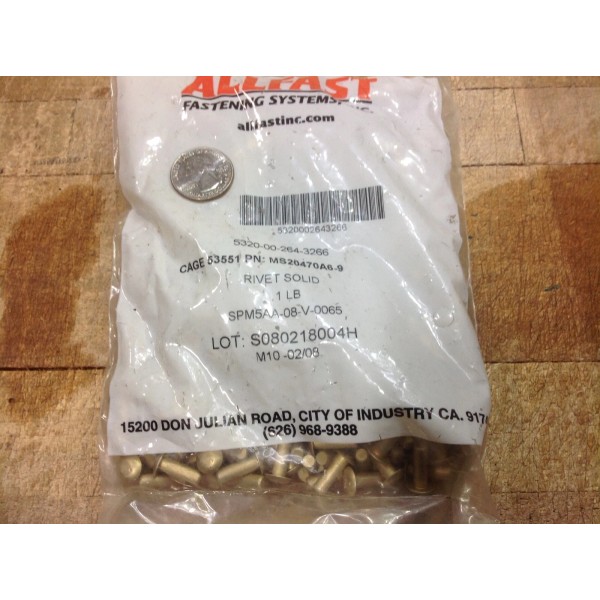 ALLFAST
FASTENING SYSTEMS, INC.
allfastinc.com
5320002643266
5320-00-264-3266
CAGE 53551 PN: MS20470A6-9
RIVET SOLID
1 LB
SPM5AA-08-V-0065
LOT: S080218004H
M10 -02/08
15200 DON JULIAN ROAD, CITY OF INDUSTRY CA.
(626) 968-9388